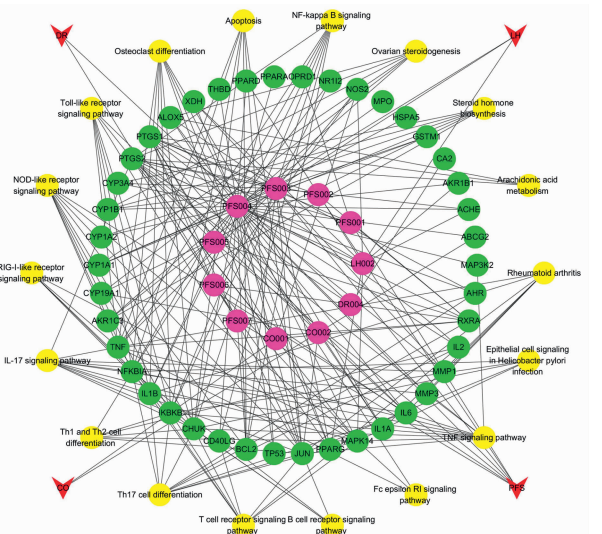 Apoptosis
NF-kappa B signaling
pathway
DR
LH
Osteoclast differentiation
Ovarian steroidogenesis
PPARD
PPARA
OPRD1
NR1I2
THBD
NOS2
XDH
MPO
ALOX5
HSPA5
Toll-like receptor
signaling pathway
Steroid hormone
biosynthesis
PTGS1
GSTM1
PTGS2
CA2
CYP3A4
AKR1B1
NOD-like receptor
signaling pathway
Arachidonic acid
metabolism
PFS003
PFS002
PFS004
PFS001
CYP1B1
ACHE
CYP1A2
ABCG2
PFS005
LH002
CYP1A1
MAP3K2
RIG-I-like receptor
signaling pathway
Rheumatoid arthritis
PFS006
DR004
CYP19A1
AHR
AKR1C3
RXRA
PFS007
CO001
CO002
TNF
IL2
IL-17 signaling pathway
Epithelial cell signaling
in Helicobacter pylori
infection
NFKBIA
MMP1
IL1B
MMP3
IKBKB
IL6
CHUK
IL1A
Th1 and Th2 cell
differentiation
TNF signaling pathway
CD40LG
MAPK14
BCL2
TP53
JUN
PPARG
CO
PFS
Th17 cell differentiation
Fc epsilon RI signaling
pathway
T cell receptor signaling
pathway
B cell receptor signaling
pathway